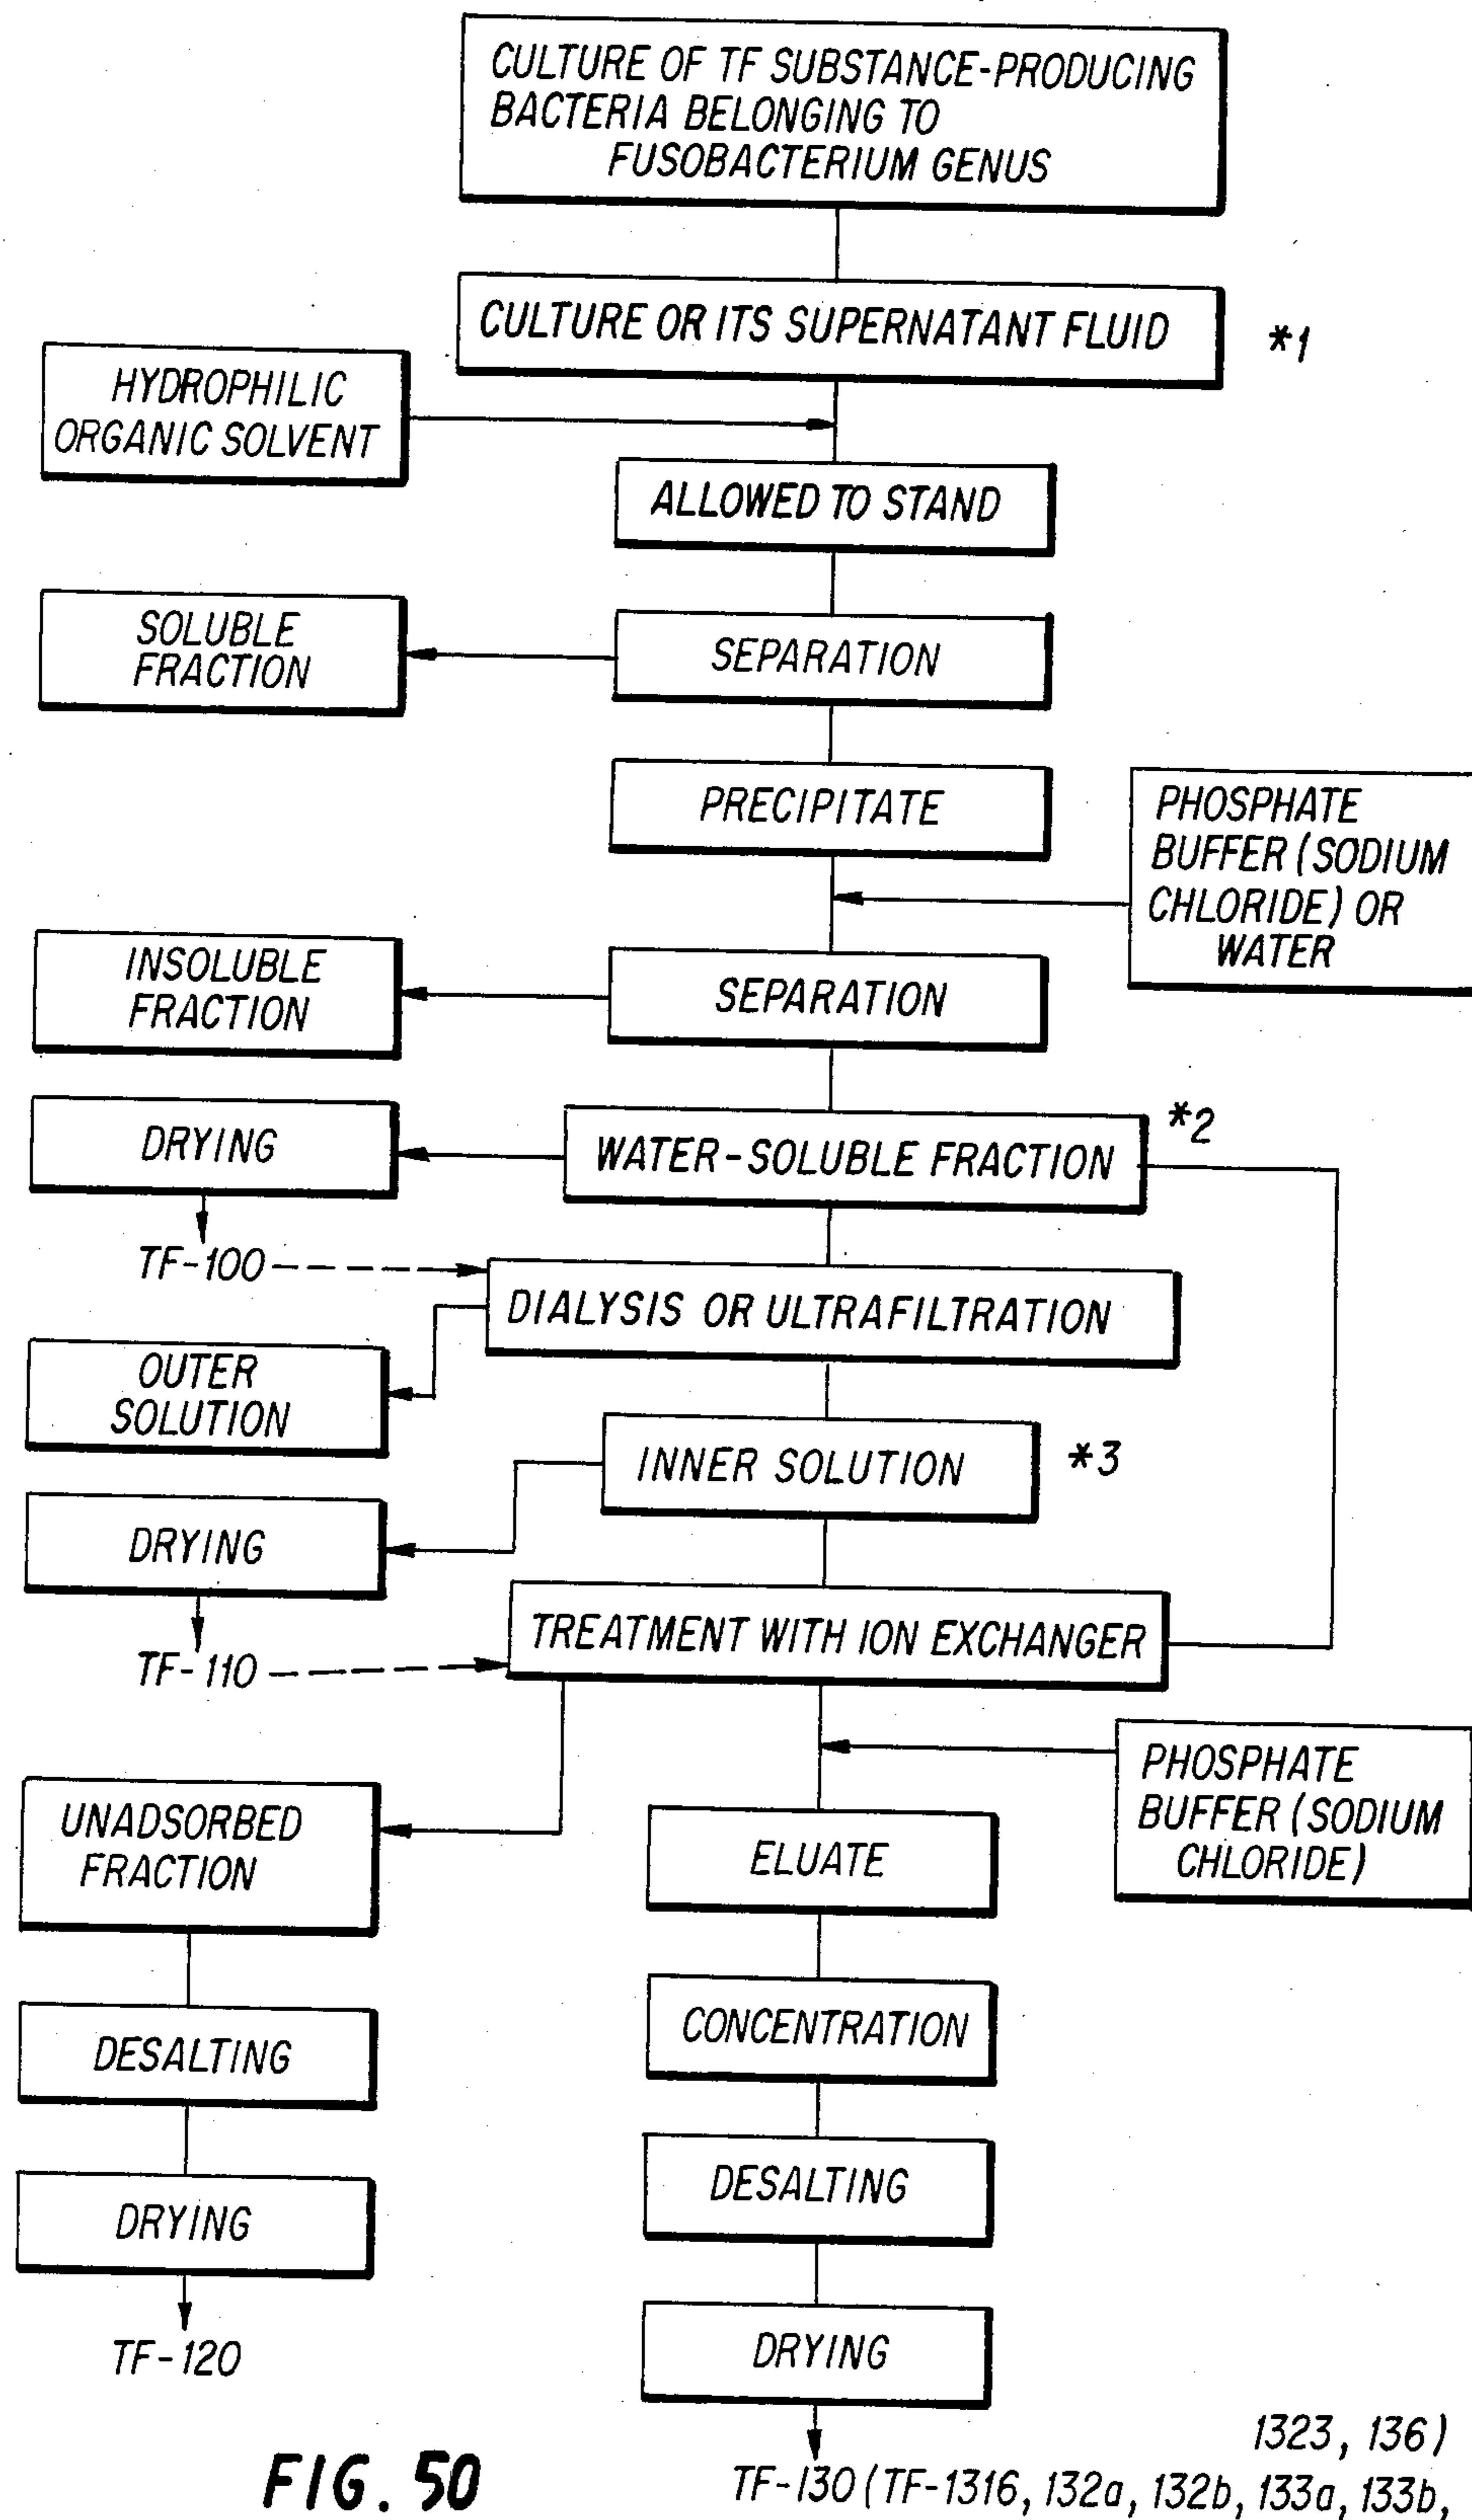 CULTURE OF TF SUBSTANCE-PRODUCING
BACTERIA BELONGING TO
FUSOBACTERIUM GENUS
CULTURE OR ITS SUPERNATANT FLUID
*1
HYDROPHILIC
ORGANIC SOLVENT
ALLOWED TO STAND
SOLUBLE
FRACTION
SEPARATION
PRECIPITATE
PHOSPHATE
BUFFER (SODIUM
CHLORIDE) OR
WATER
INSOLUBLE
FRACTION
SEPARATION
DRYING
WATER-SOLUBLE FRACTION
*2
TF-100
DIALYSIS OR ULTRAFILTRATION
OUTER
SOLUTION
INNER SOLUTION
*3
DRYING
TREATMENT WITH ION EXCHANGER
TF-110
PHOSPHATE
BUFFER (SODIUM
CHLORIDE)
UNADSORBED
FRACTION
ELUATE
CONCENTRATION
DESALTING
DESALTING
DRYING
DRYING
TF-120
1323, 136)
TF-130 (TF-1316, 132a, 132b, 133a, 133b,
FIG. 50